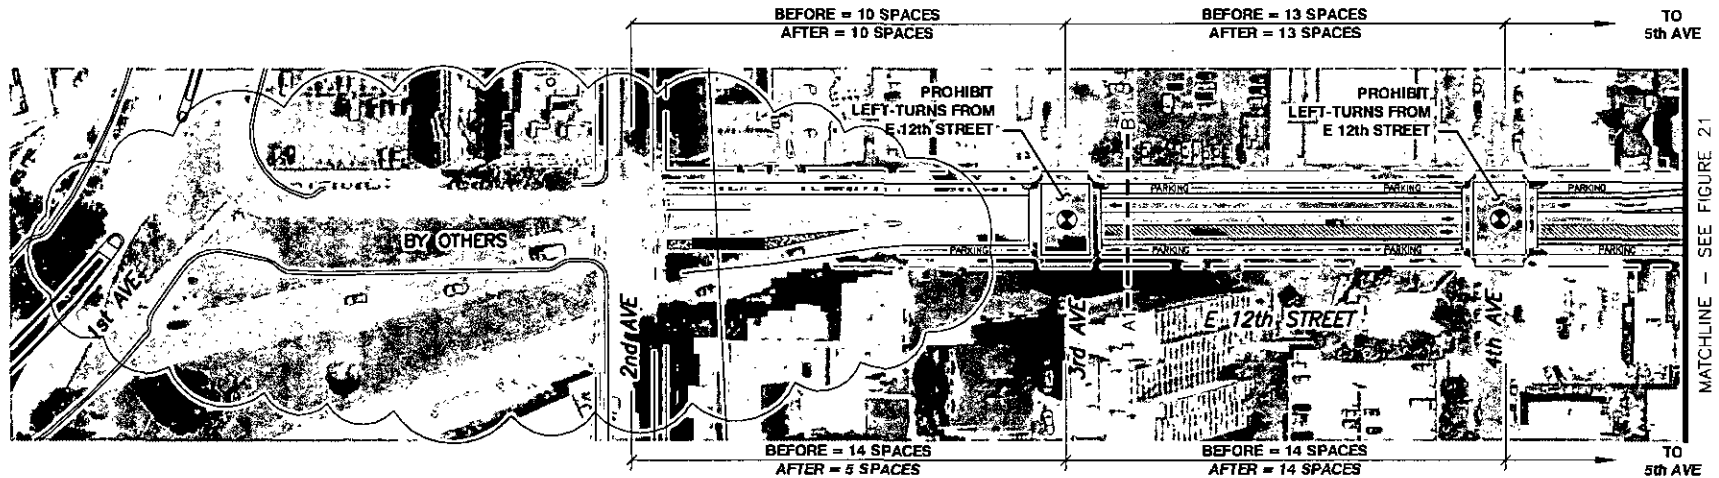 BEFORE = 10 SPACES
AFTER = 10 SPACES
BEFORE = 13 SPACES
AFTER = 13 SPACES
TO
5th AVE
PROHIBIT
LEFT-TURNS FROM
E 12th STREET
PROHIBIT
LEFT-TURNS FROM
E 12th STREET
B1
PARKING
PARKING
PARKING
BY OTHERS
PARKING
PARKING
PARKING
PARKING
1st AVE
2nd AVE
3rd AVE
A1
E 12th STREET
4th AVE
MATCHLINE - SEE FIGURE 21
BEFORE = 14 SPACES
AFTER = 5 SPACES
BEFORE = 14 SPACES
AFTER = 14 SPACES
TO
5th AVE